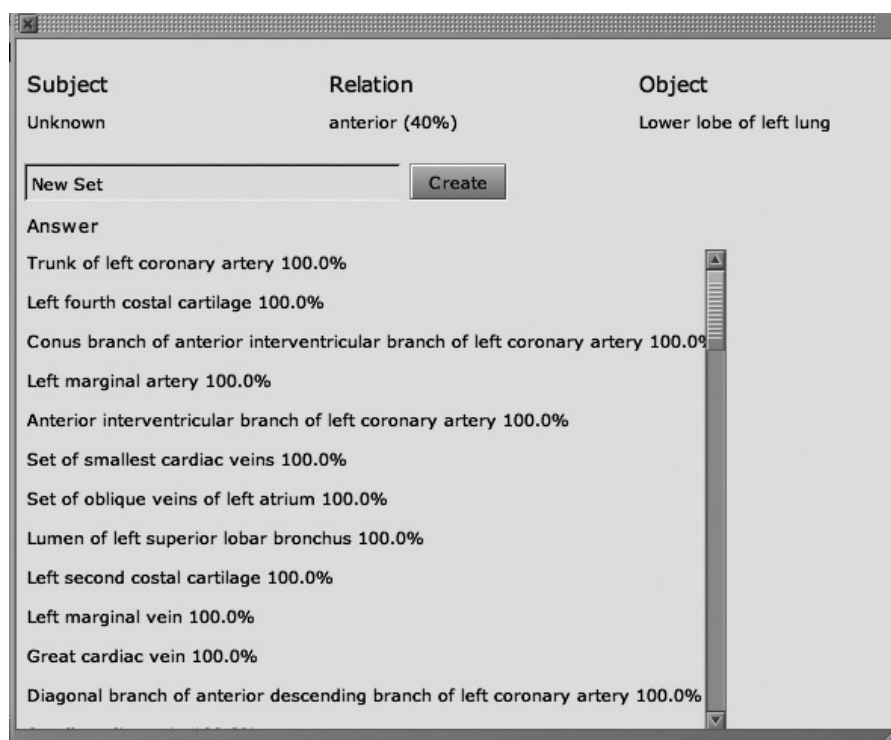 Subject Relation Object
Unknown anterior (40%) Lower lobe of left lung
New Set Create
Answer
Trunk of left coronary artery 100.0%
Left fourth costal cartilage 100.0%
Conus branch of anterior interventricular branch of left coronary artery 100.0%
Left marginal artery 100.0%
Anterior interventricular branch of left coronary artery 100.0%
Set of smallest cardiac veins 100.0%
Set of oblique veins of left atrium 100.0%
Lumen of left superior lobar bronchus 100.0%
Left second costal cartilage 100.0%
Left marginal vein 100.0%
Great cardiac vein 100.0%
Diagonal branch of anterior descending branch of left coronary artery 100.0%